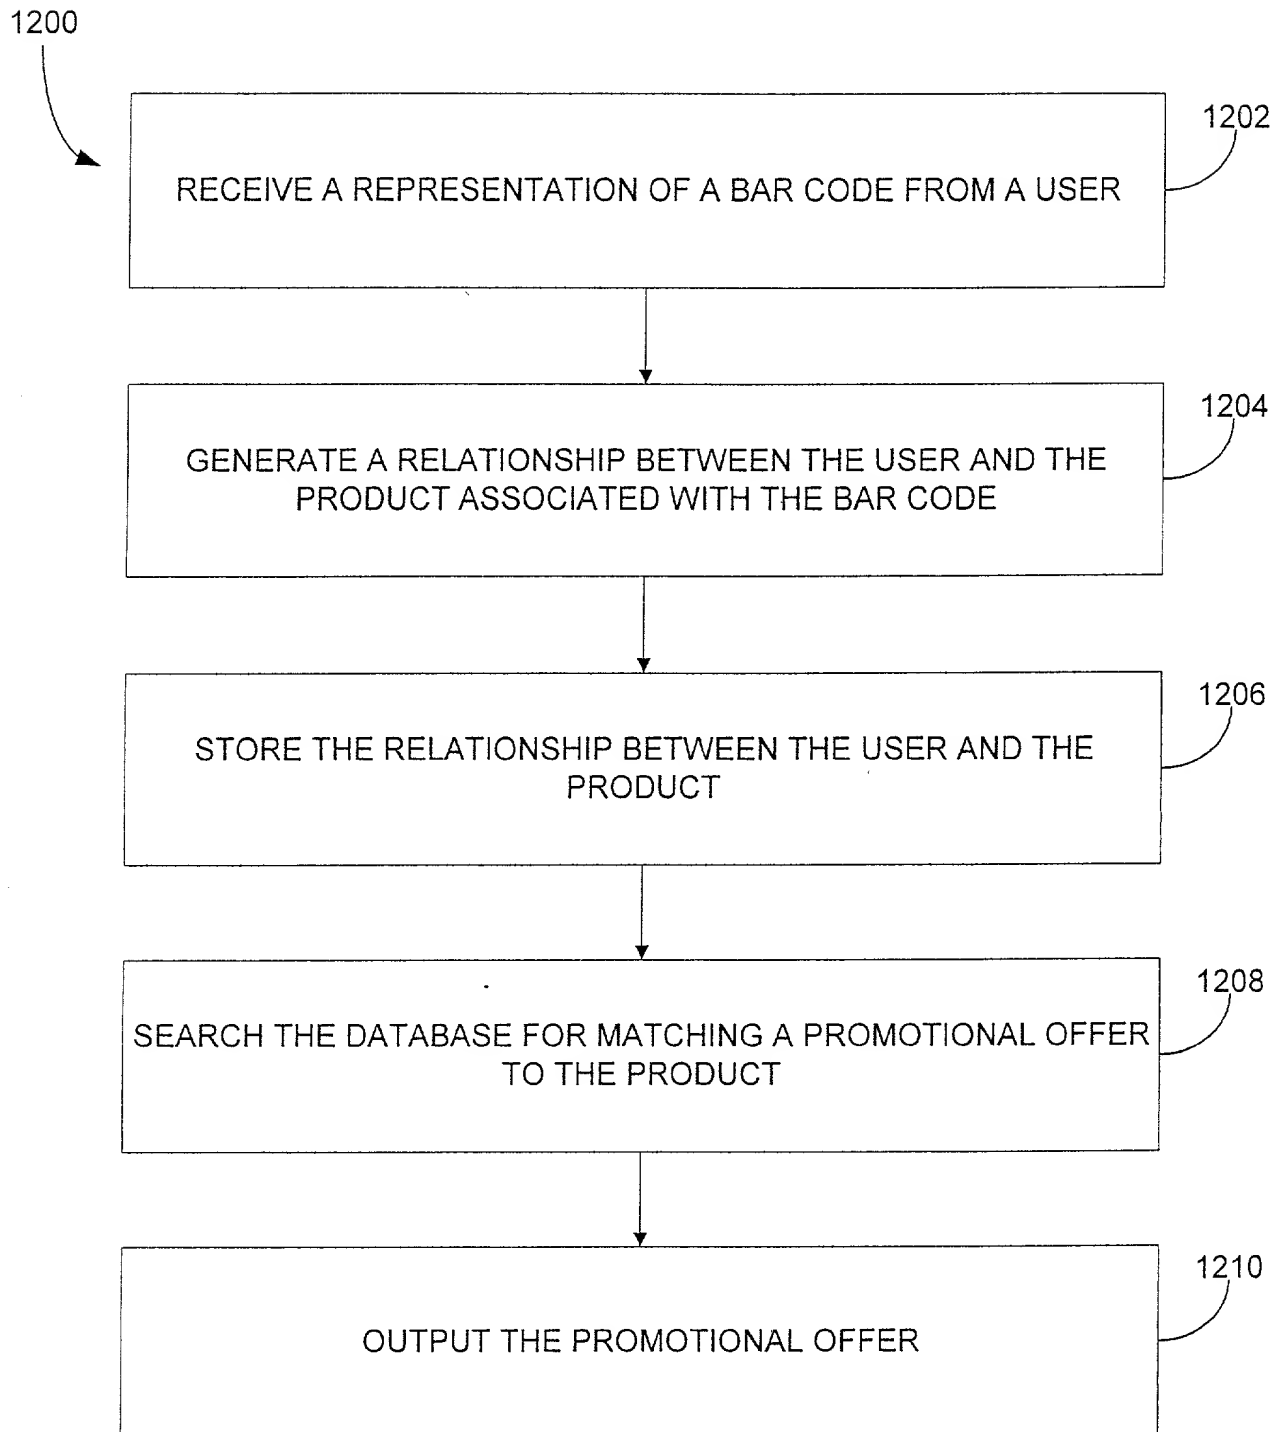 1200
1202
RECEIVE A REPRESENTATION OF A BAR CODE FROM A USER
1204
GENERATE A RELATIONSHIP BETWEEN THE USER AND THE
PRODUCT ASSOCIATED WITH THE BAR CODE
1206
STORE THE RELATIONSHIP BETWEEN THE USER AND THE
PRODUCT
1208
SEARCH THE DATABASE FOR MATCHING A PROMOTIONAL OFFER
TO THE PRODUCT
1210
OUTPUT THE PROMOTIONAL OFFER